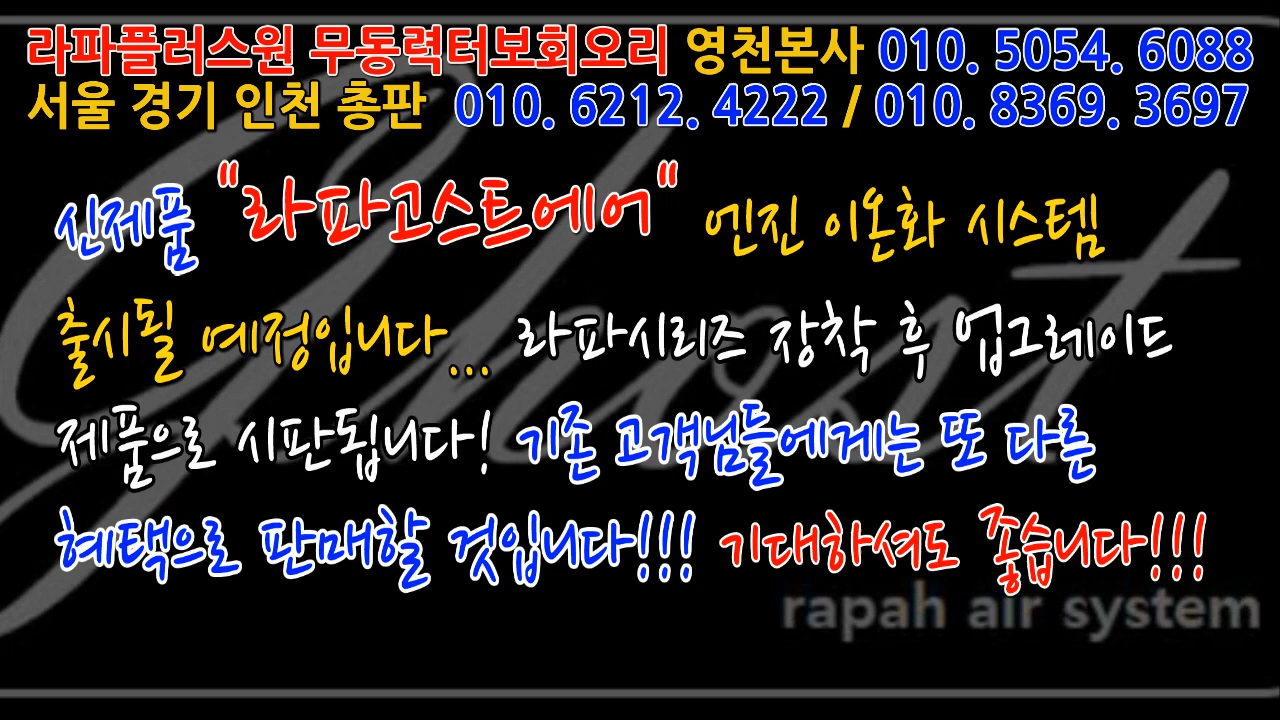 라파플러스원 무동력터보회오리 영천본사 010. 5054. 6088
서울 경기 인천 총판 010. 6212. 4222 / 010. 8369. 3697
신제품 "라파고스트에어" 엔진 이온화 시스템
출시될 예정입니다... 라파시리즈 장착 후 업그레이드
제품으로 시판됩니다! 기존 고객님들에게는 또 다른
혜택으로 판매할 것입니다!!! 기대하셔도 좋습니다!!!
Ghost
rapah air system